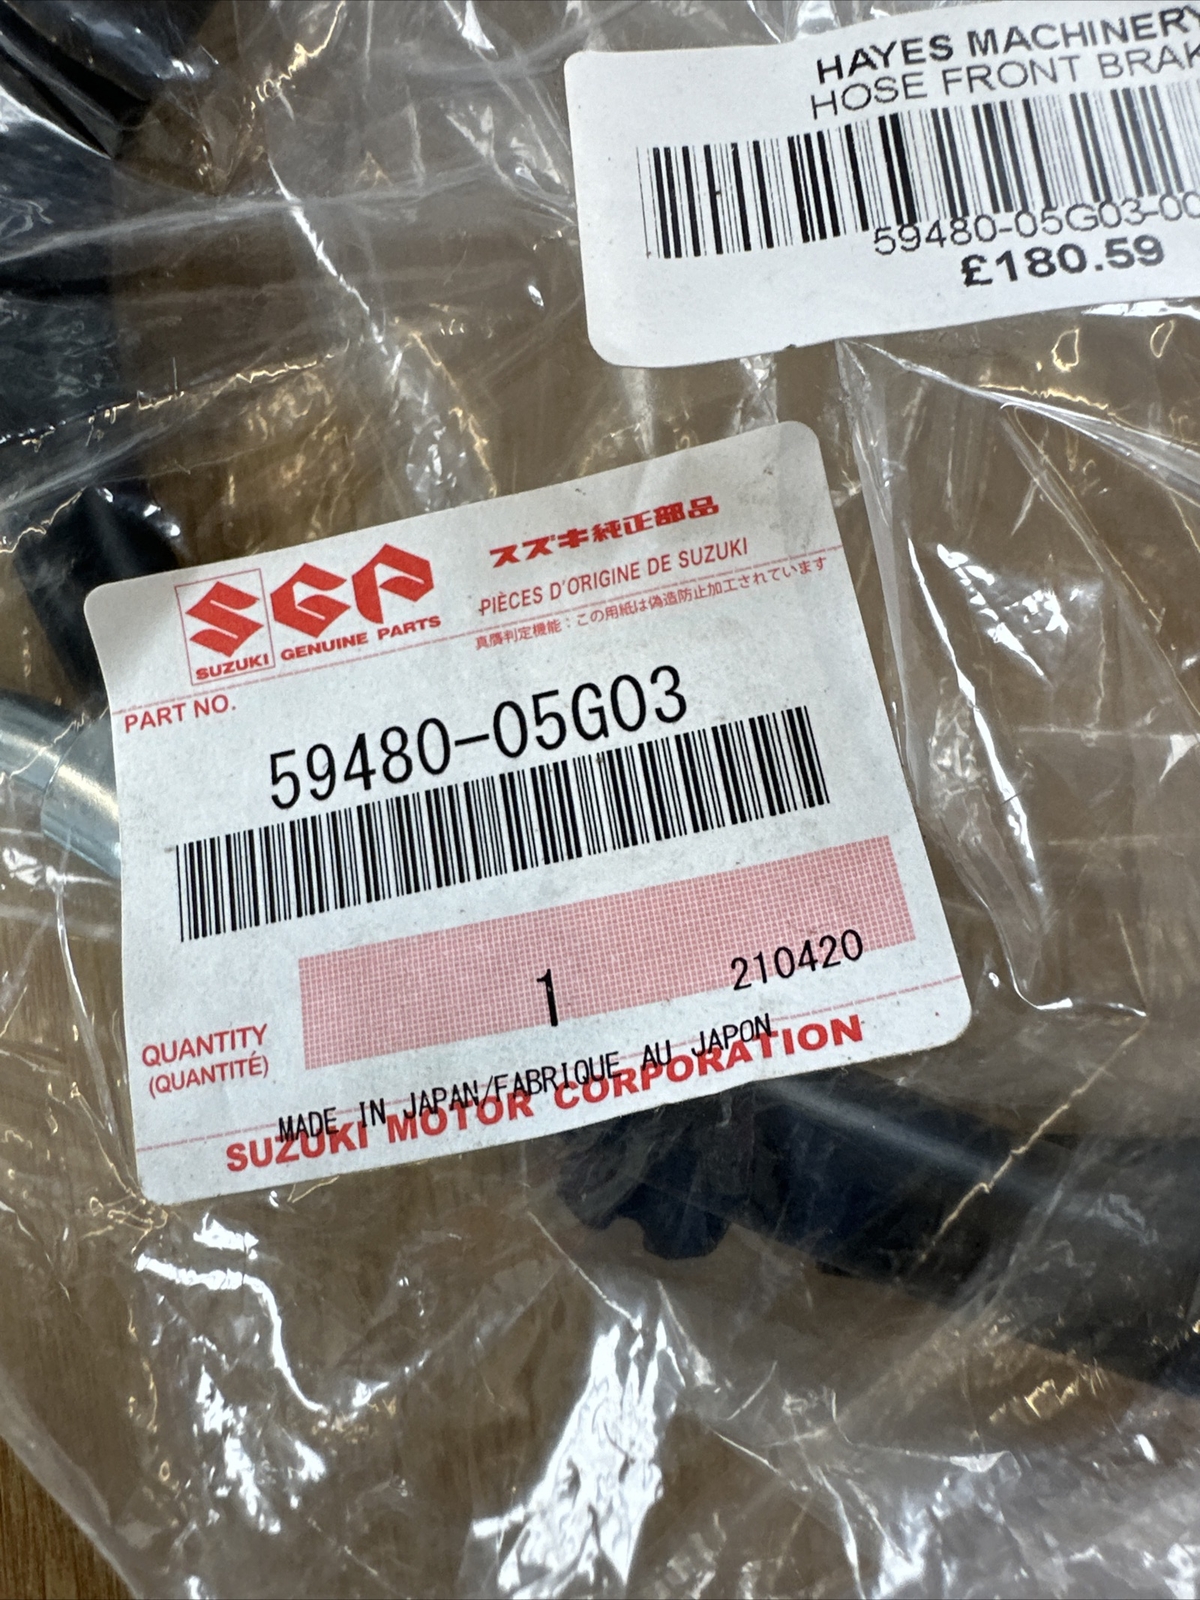 HAYES MACHINERY
HOSE FRONT BRAK
59480-05G03-00
£180.59
SGP
SUZUKI GENUINE PARTS
スズキ純正部品
PIÈCES D'ORIGINE DE SUZUKI
真贋判定機能：この用紙は偽造防止加工されています
PART NO.
59480-05G03
1
210420
QUANTITY
(QUANTITÉ)
MADE IN JAPAN/FABRIQUE AU JAPON
SUZUKI MOTOR CORPORATION